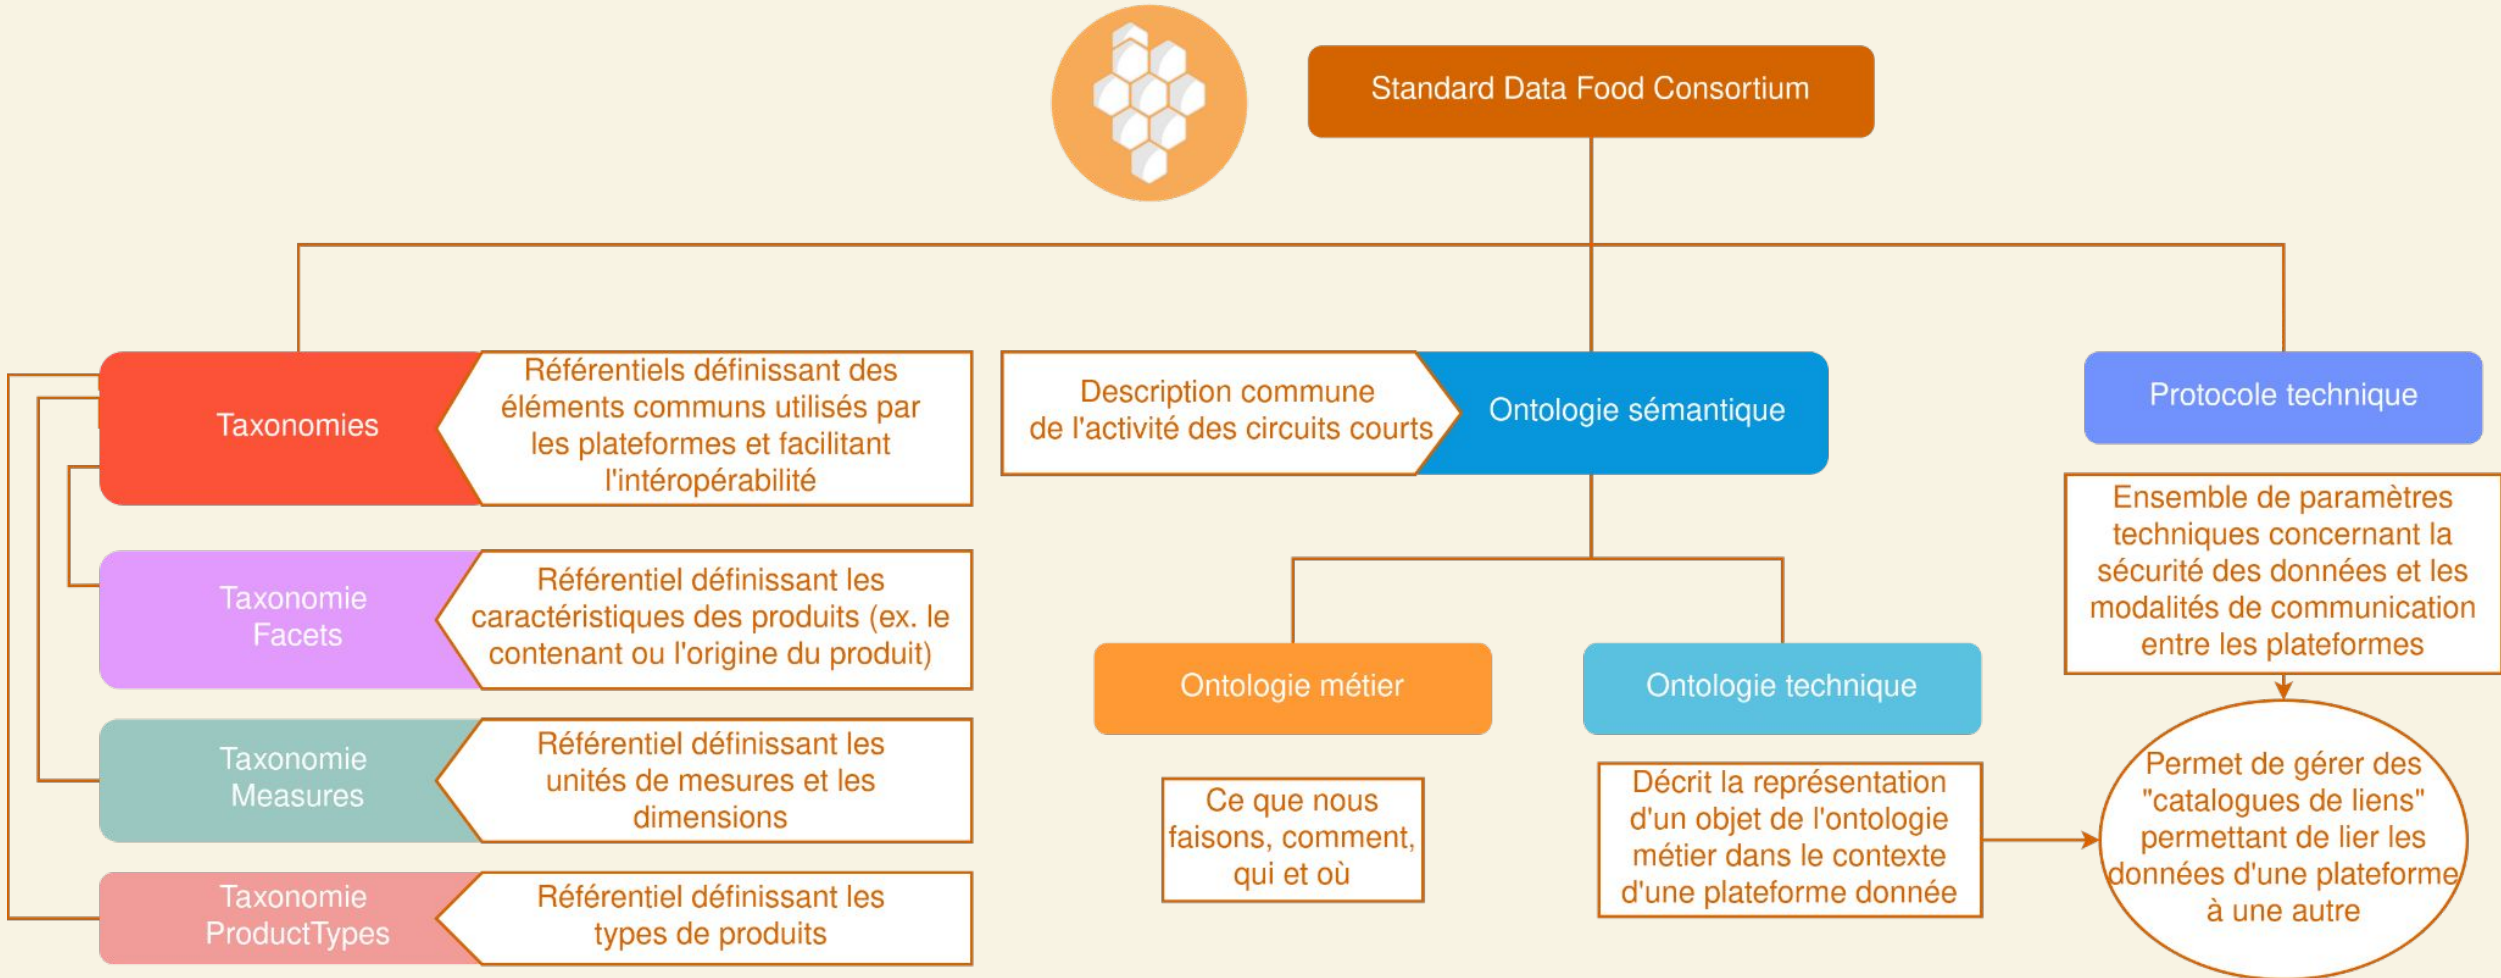 Standard Data Food Consortium
Taxonomies
Référentiels définissant des
éléments communs utilisés par
les plateformes et facilitant
l'intéropérabilité
Description commune
de l'activité des circuits courts
Ontologie sémantique
Protocole technique
Ensemble de paramètres
techniques concernant la
sécurité des données et les
modalités de communication
entre les plateformes
Taxonomie
Facets
Référentiel définissant les
caractéristiques des produits (ex. le
contenant ou l'origine du produit)
Ontologie métier
Ontologie technique
Taxonomie
Measures
Référentiel définissant les
unités de mesures et les
dimensions
Ce que nous
faisons, comment,
qui et où
Décrit la représentation
d'un objet de l'ontologie
métier dans le contexte
d'une plateforme donnée
Permet de gérer des
"catalogues de liens"
permettant de lier les
données d'une plateforme
à une autre
Taxonomie
ProductTypes
Référentiel définissant les
types de produits